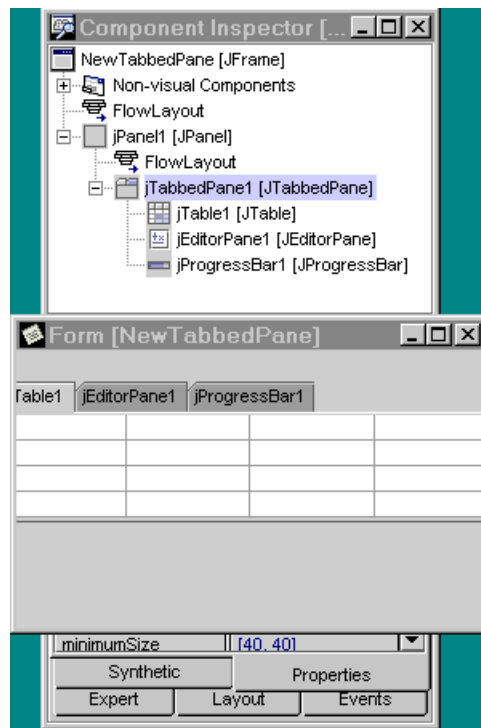 Component Inspector [...
NewTabbedPane [JFrame]
Non-visual Components
FlowLayout
jPanel1 [JPanel]
FlowLayout
jTabbedPane1 [JTabbedPane]
jTable1 [JTable]
jEditorPane1 [JEditorPane]
jProgressBar1 [JProgressBar]
Form [NewTabbedPane]
Table1 jEditorPane1 jProgressBar1
minimumSize [40, 40]
Synthetic Properties
Expert Layout Events